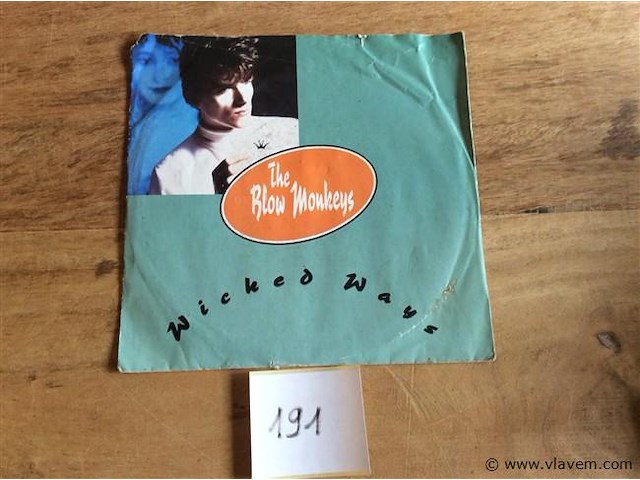 The
Blow Monkeys
Wicked Ways
191
© www.vlavem.com